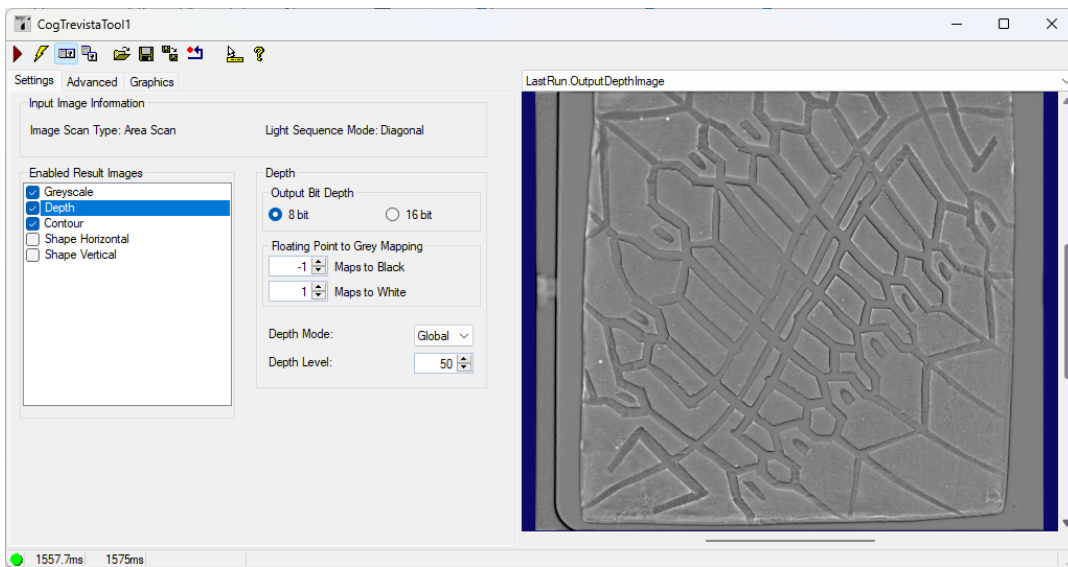 CogTrevistaTool1
Settings Advanced Graphics
LastRun.OutputDepthImage
Input Image Information
Image Scan Type: Area Scan
Light Sequence Mode: Diagonal
Enabled Result Images
Greyscale
Depth
Contour
Shape Horizontal
Shape Vertical
Depth
Output Bit Depth
8 bit
16 bit
Floating Point to Grey Mapping
-1 Maps to Black
1 Maps to White
Depth Mode: Global
Depth Level: 50
1557.7ms 1575ms